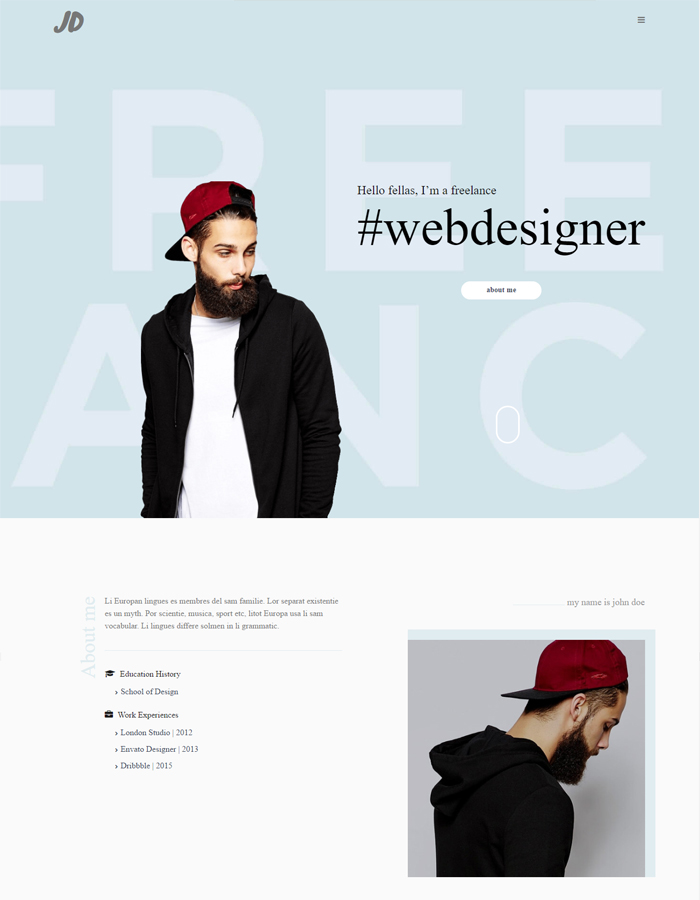 JD
FREE
ANC
Hello fellas, I'm a freelance
#webdesigner
about me
About me
Li Europan lingues es membres del sam familie. Lor separat existentie
es un myth. Por scientie, musica, sport etc, litot Europa usa li sam
vocabular. Li lingues differe solmen in li grammatic.
Education History
School of Design
Work Experiences
London Studio | 2012
Envato Designer | 2013
Dribbble | 2015
my name is john doe